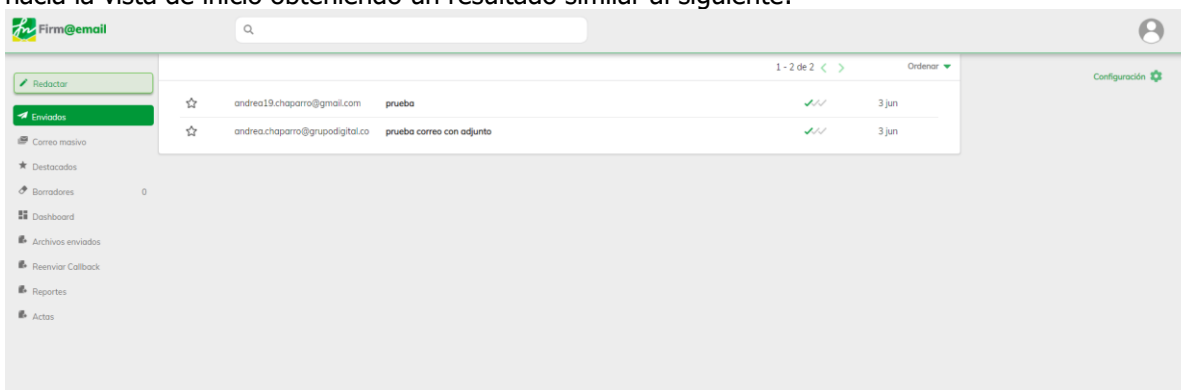 hacia la vista de inicio obteniendo un resultado similar al siguiente:
Firm@email
1 - 2 de 2 < > Ordenar
Configuración
Redactar
andrea19.chaparro@gmail.com prueba 3 jun
Enviados
andrea.chaparro@grupodigital.co prueba correo con adjunto 3 jun
Correo masivo
Destacados
Borradores 0
Dashboard
Archivos enviados
Reenviar Callback
Reportes
Actas